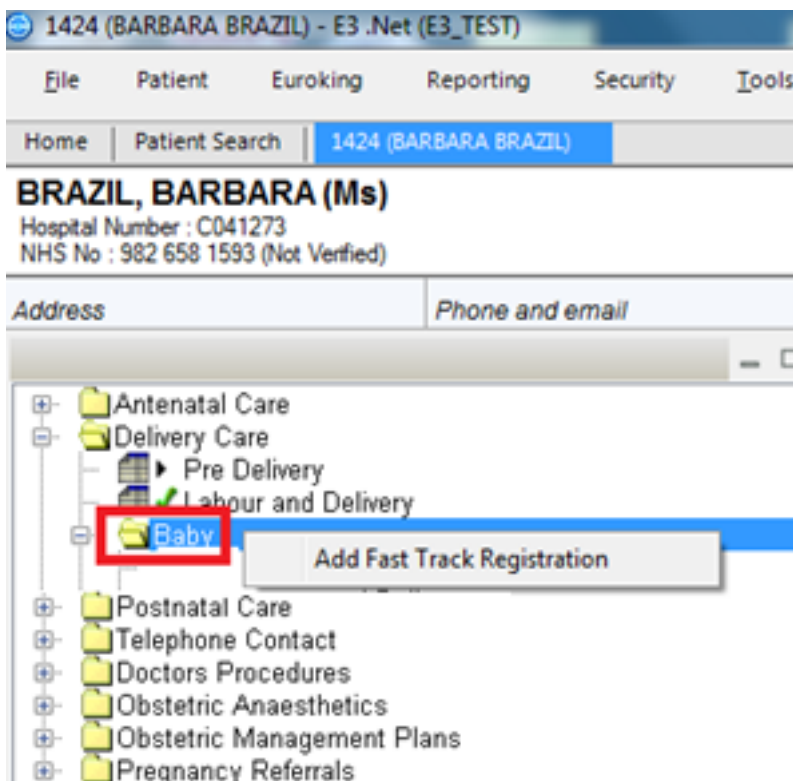 1424 (BARBARA BRAZIL) - E3 .Net (E3_TEST)
File Patient Euroking Reporting Security Tools
Home Patient Search 1424 (BARBARA BRAZIL)
BRAZIL, BARBARA (Ms)
Hospital Number : C041273
NHS No : 982 658 1593 (Not Verified)
Address Phone and email
Antenatal Care
Delivery Care
Pre Delivery
Labour and Delivery
Baby
Add Fast Track Registration
Postnatal Care
Telephone Contact
Doctors Procedures
Obstetric Anaesthetics
Obstetric Management Plans
Pregnancy Referrals